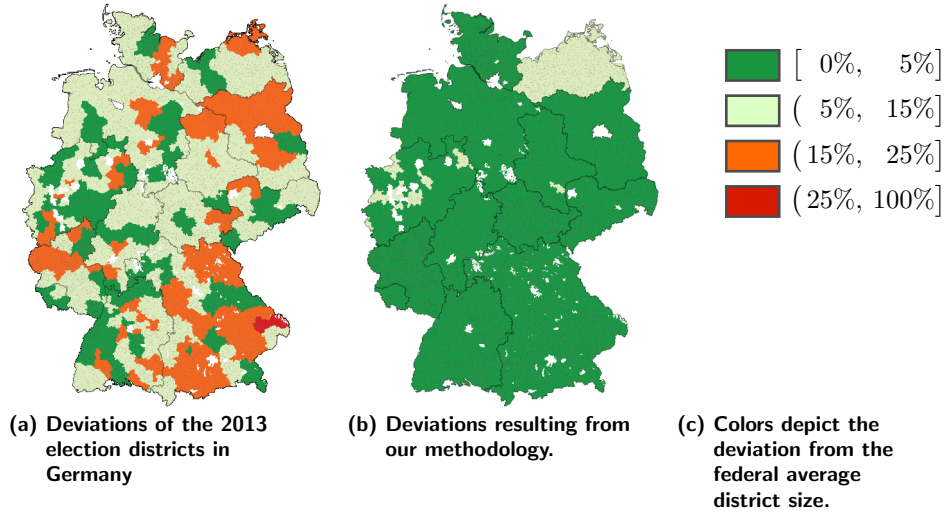 [ 0%, 5%]
( 5%, 15%]
(15%, 25%]
(25%, 100%]
(a) Deviations of the 2013
election districts in
Germany
(b) Deviations resulting from
our methodology.
(c) Colors depict the
deviation from the
federal average
district size.